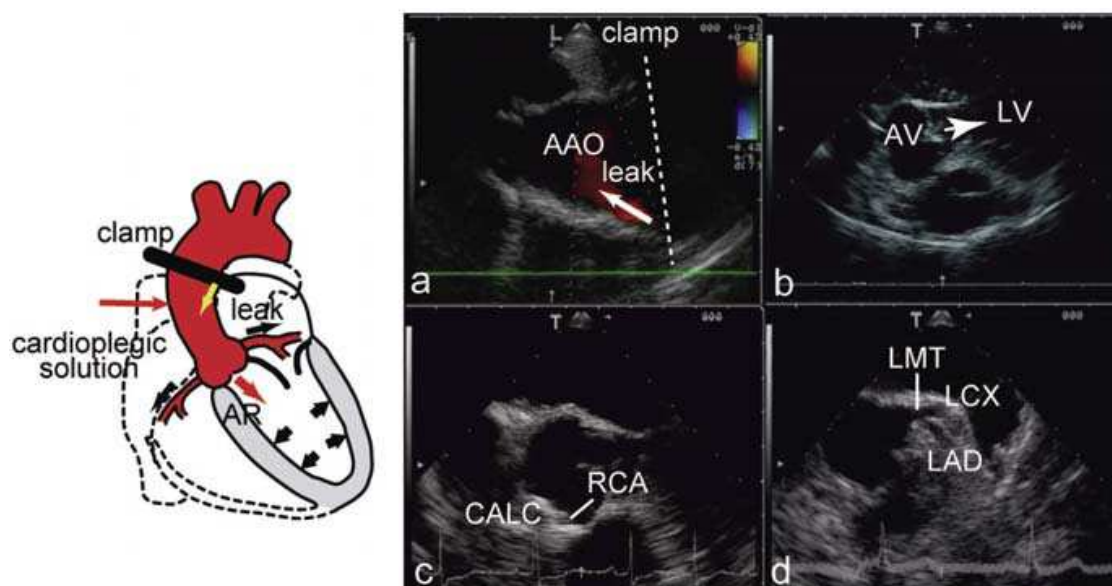 clamp
leak
cardioplegic
solution
AR
L
clamp
AAO
leak
a
T
LV
AV
b
T
RCA
CALC
c
T
LMT
LCX
LAD
d